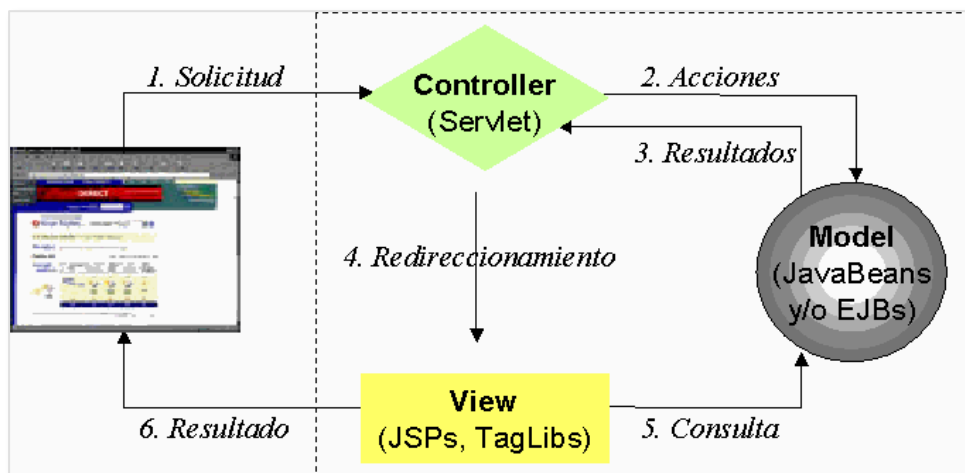 1. Solicitud
Controller
(Servlet)
2. Acciones
3. Resultados
DIRECT
4. Redireccionamiento
Model
(JavaBeans
y/o EJBs)
View
(JSPs, TagLibs)
5. Consulta
6. Resultado